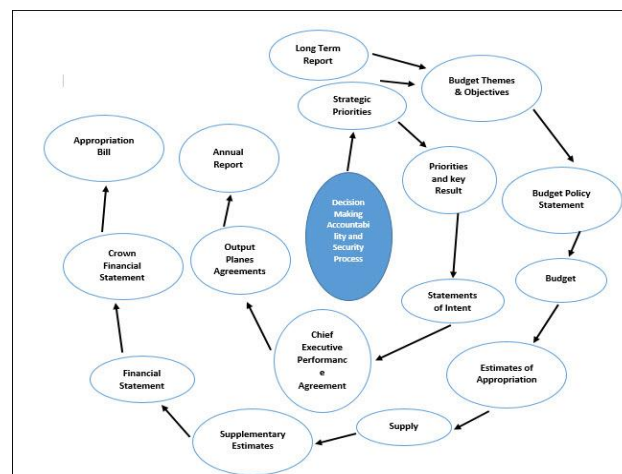 Long Term
Report
Strategic
Priorities
Budget Themes
& Objectives
Appropriation
Bill
Annual
Report
Priorities
and key
Result
Decision
Making
Accountabi
lity and
Security
Process
Budget Policy
Statement
Crown
Financial
Statement
Output
Planes
Agreements
Budget
Statements
of Intent
Chief
Executive
Performanc
e
Agreement
Estimates of
Appropriation
Financial
Statement
Supply
Supplementary
Estimates